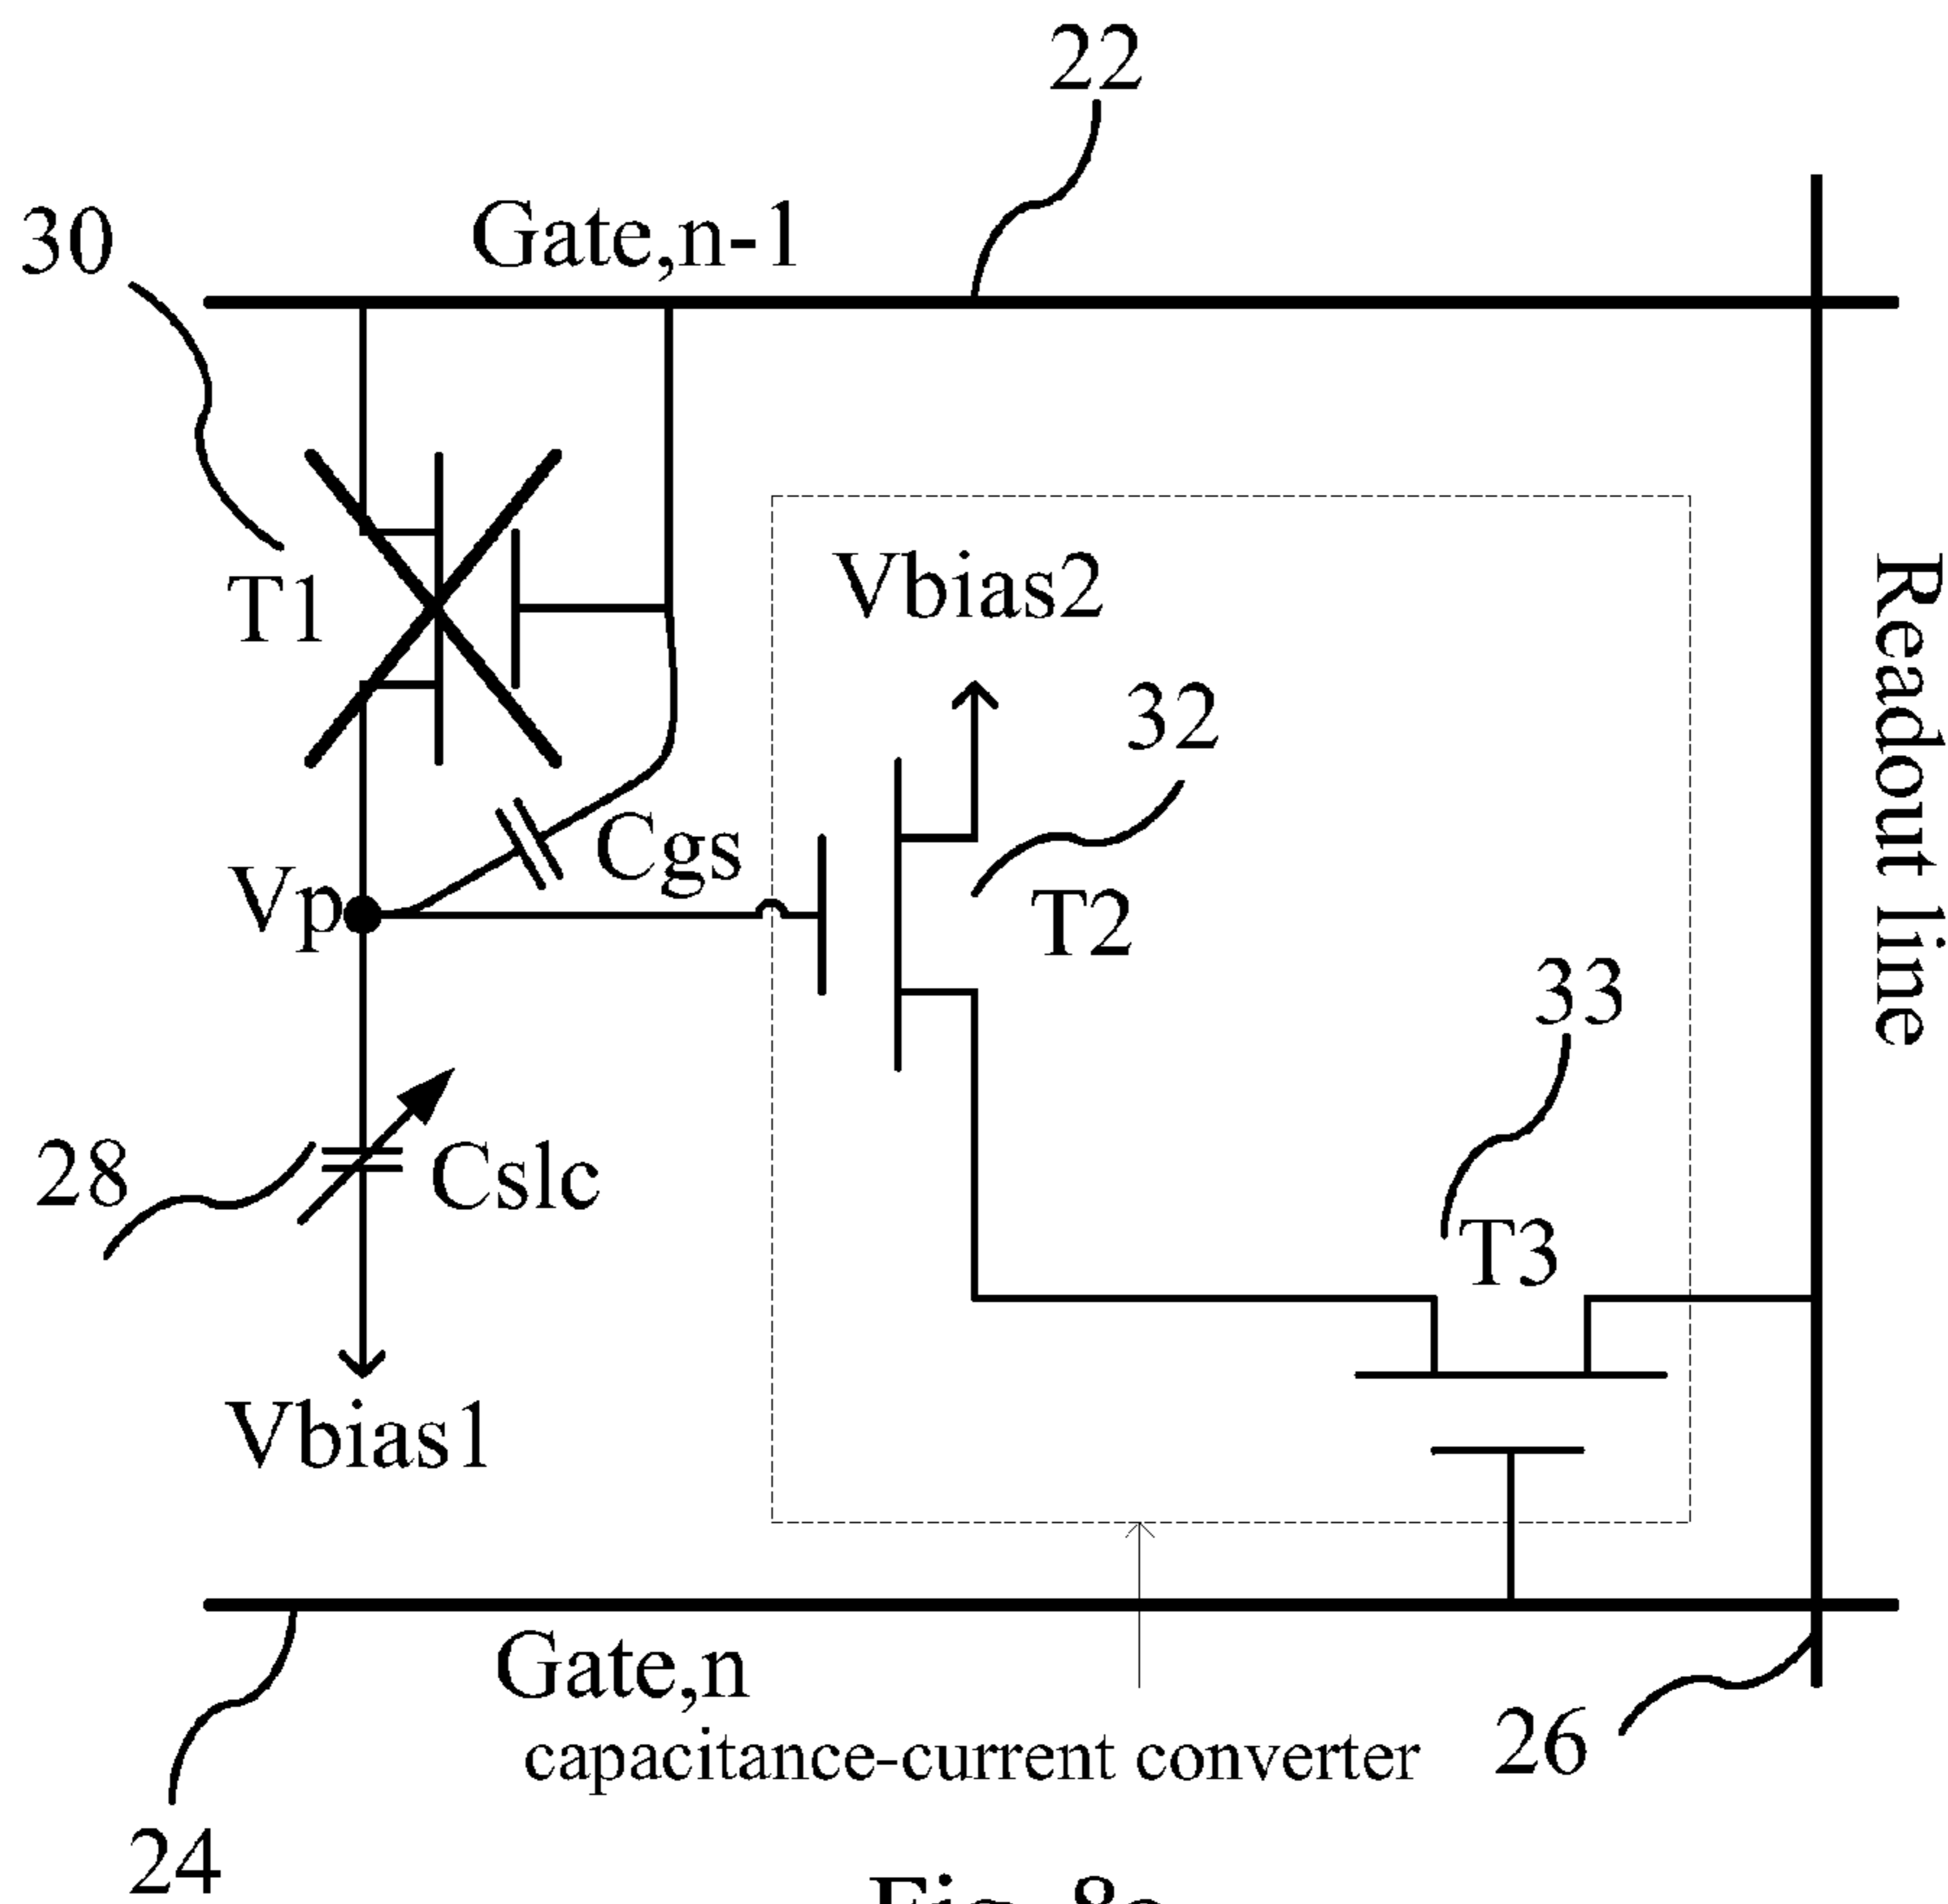 22
30
Gate,n-1
T1
Vbias2
32
Readout line
Cgs
Vp
T2
33
28
Cslc
T3
Vbias1
Gate,n
capacitance-current converter
26
24